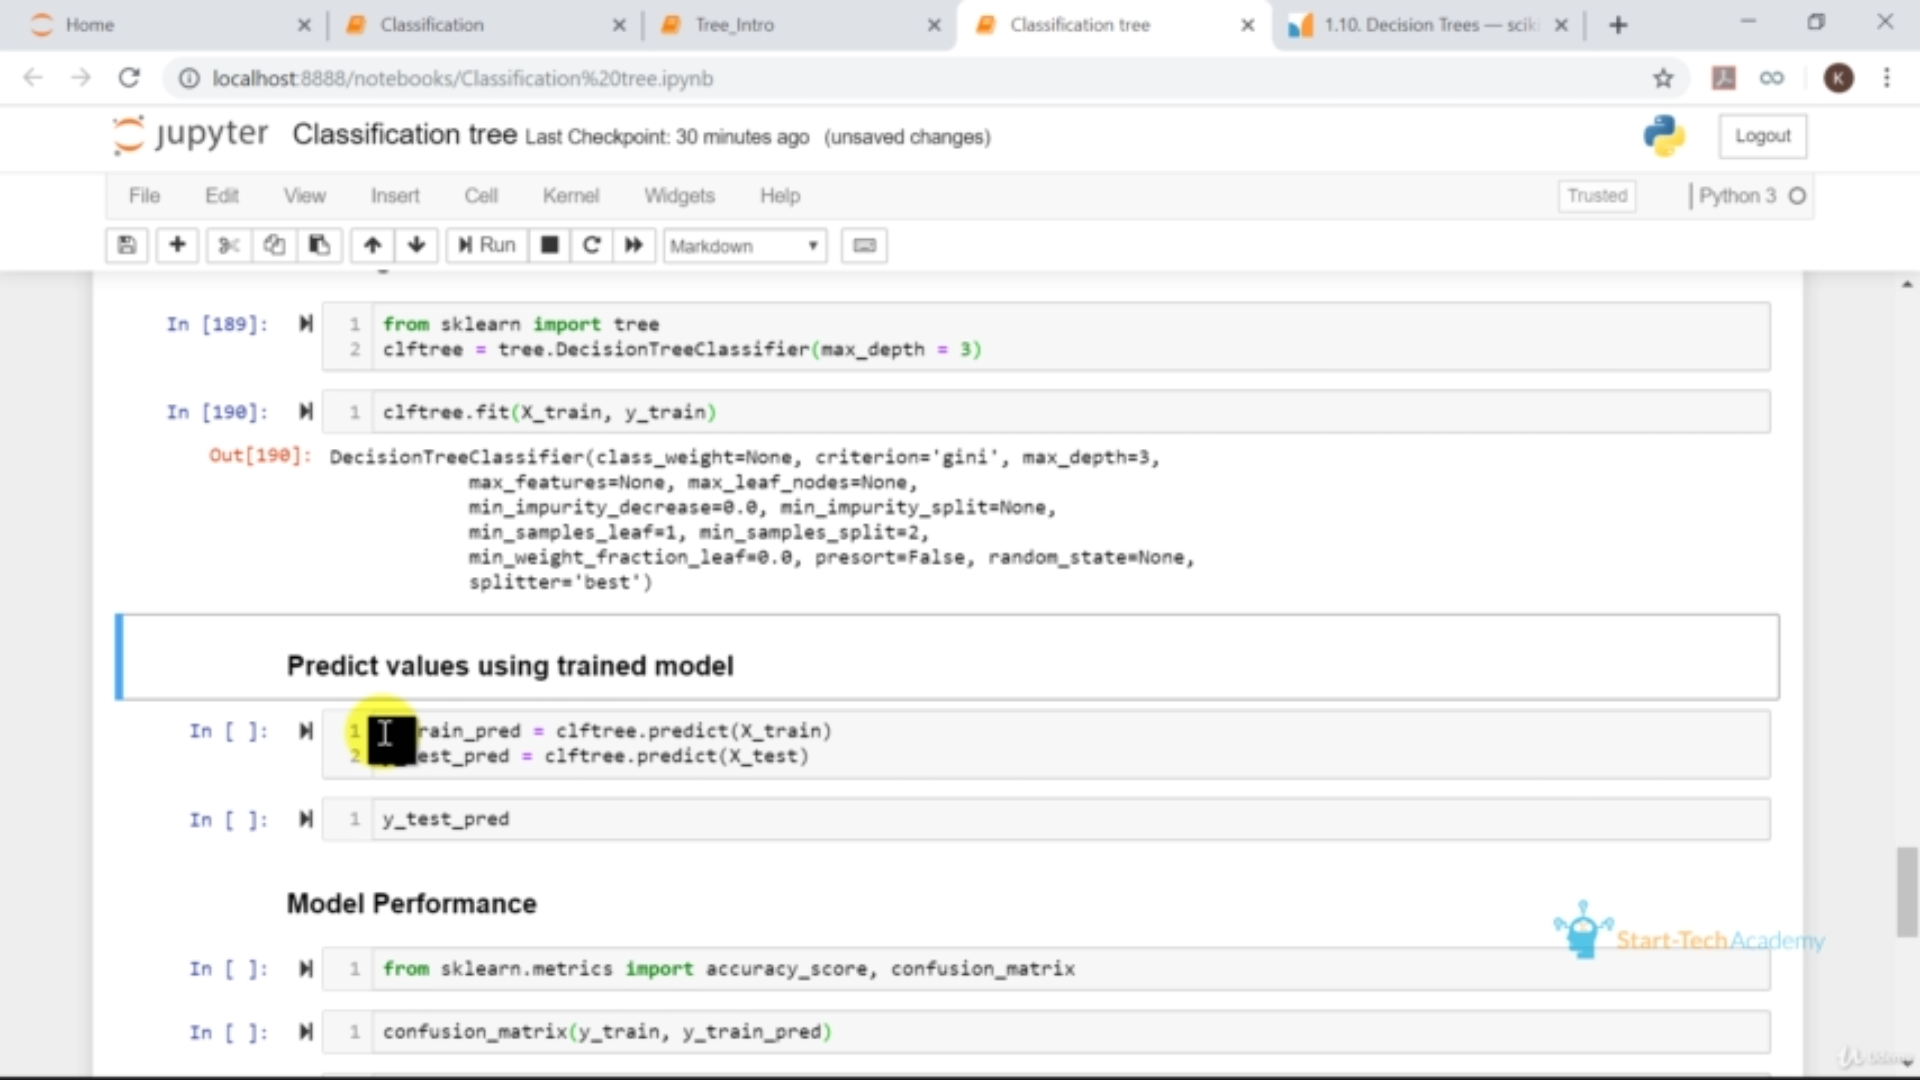 Home
Classification
Tree_Intro
Classification tree
1.10. Decision Trees — scik
localhost:8888/notebooks/Classification%20tree.ipynb
K
jupyter Classification tree Last Checkpoint: 30 minutes ago (unsaved changes)
Logout
File Edit View Insert Cell Kernel Widgets Help
Trusted
Python 3
Run
Markdown
In [189]:
1 from sklearn import tree
2 clftree = tree.DecisionTreeClassifier(max_depth = 3)
In [190]:
1 clftree.fit(X_train, y_train)
Out[190]: DecisionTreeClassifier(class_weight=None, criterion='gini', max_depth=3,
max_features=None, max_leaf_nodes=None,
min_impurity_decrease=0.0, min_impurity_split=None,
min_samples_leaf=1, min_samples_split=2,
min_weight_fraction_leaf=0.0, presort=False, random_state=None,
splitter='best')
Predict values using trained model
In [ ]:
1 rain_pred = clftree.predict(X_train)
2 est_pred = clftree.predict(X_test)
In [ ]:
1 y_test_pred
Model Performance
Start-Tech Academy
In [ ]:
1 from sklearn.metrics import accuracy_score, confusion_matrix
In [ ]:
1 confusion_matrix(y_train, y_train_pred)